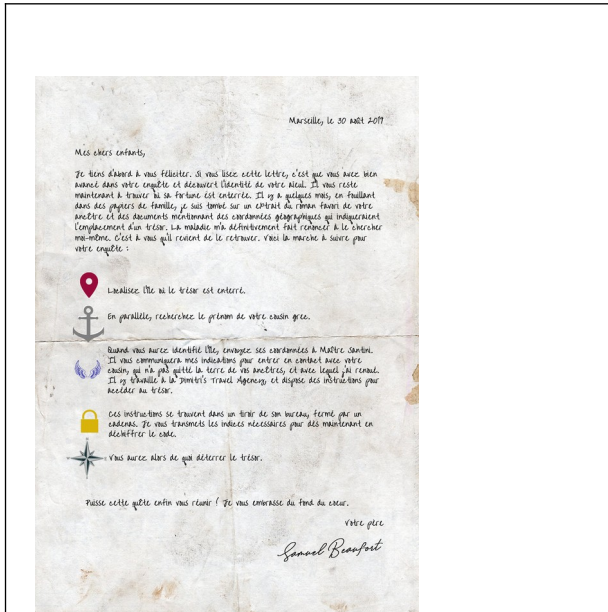 Marseille, le 30 août 2019
Mes chers enfants,
Je tiens d'abord à vous féliciter. Si vous lisez cette lettre, c'est que vous avez bien
avancé dans votre enquête et découvert l'identité de votre aïeul. Il vous reste
maintenant à trouver où sa fortune est enterrée. Il y a quelques mois, en fouillant
dans des papiers de famille, je suis tombé sur un extrait du roman favori de votre
ancêtre et des documents mentionnant des coordonnées géographiques qui indiqueraient
l'emplacement d'un trésor. La maladie m'a définitivement fait renoncer à le chercher
moi-même. C'est à vous qu'il revient de le retrouver. Voici la marche à suivre pour
votre enquête :
Localisez l'île où le trésor est enterré.
En parallèle, recherchez le prénom de votre cousin grec.
Quand vous aurez identifié l'île, envoyez ses coordonnées à Maître Santini.
Il vous communiquera mes indications pour entrer en contact avec votre
cousin, qui n'a pas quitté la terre de vos ancêtres, et avec lequel j'ai renoué.
Il y travaille à la Dimitri's Travel Agency, et dispose des instructions pour
accéder au trésor.
Ces instructions se trouvent dans un tiroir de son bureau, fermé par un
cadenas. Je vous transmets les indices nécessaires pour dès maintenant en
déchiffrer le code.
Vous aurez alors de quoi déterrer le trésor.
Puisse cette quête enfin vous réunir ! Je vous embrasse du fond du coeur.
Votre père
Samuel Beaufort